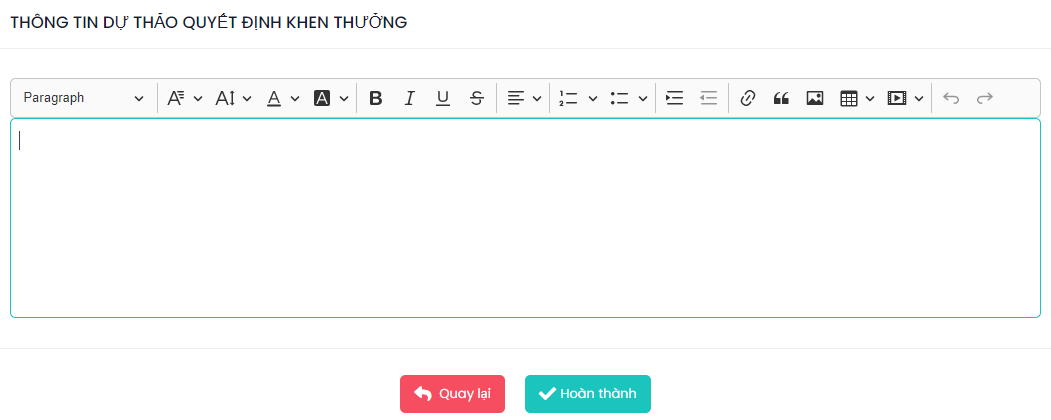 THÔNG TIN DỰ THẢO QUYẾT ĐỊNH KHEN THƯỞNG
Paragraph
Quay lại
Hoàn thành